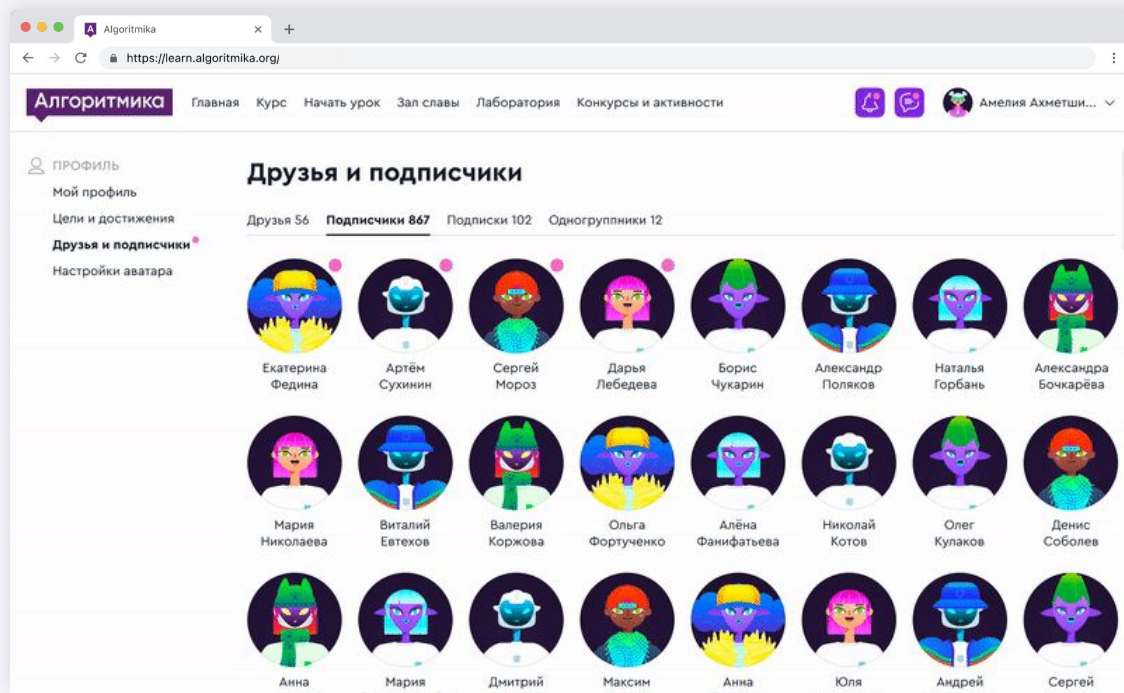 Algoritmika
https://learn.algoritmika.org/
Алгоритмика
Главная Курс Начать урок Зал славы Лаборатория Конкурсы и активности
Амелия Ахметши...
ПРОФИЛЬ
Мой профиль
Цели и достижения
Друзья и подписчики
Настройки аватара
Друзья и подписчики
Друзья 56 Подписчики 867 Подписки 102 Одногруппники 12
Екатерина Федина
Артём Сухинин
Сергей Мороз
Дарья Лебедева
Борис Чукарин
Александр Поляков
Наталья Горбань
Александра Бочкарёва
Мария Николаева
Виталий Евтехов
Валерия Коржова
Ольга Фортученко
Алёна Фанифатьева
Николай Котов
Олег Кулаков
Денис Соболев
Анна
Мария
Дмитрий
Максим
Анна
Юля
Андрей
Сергей